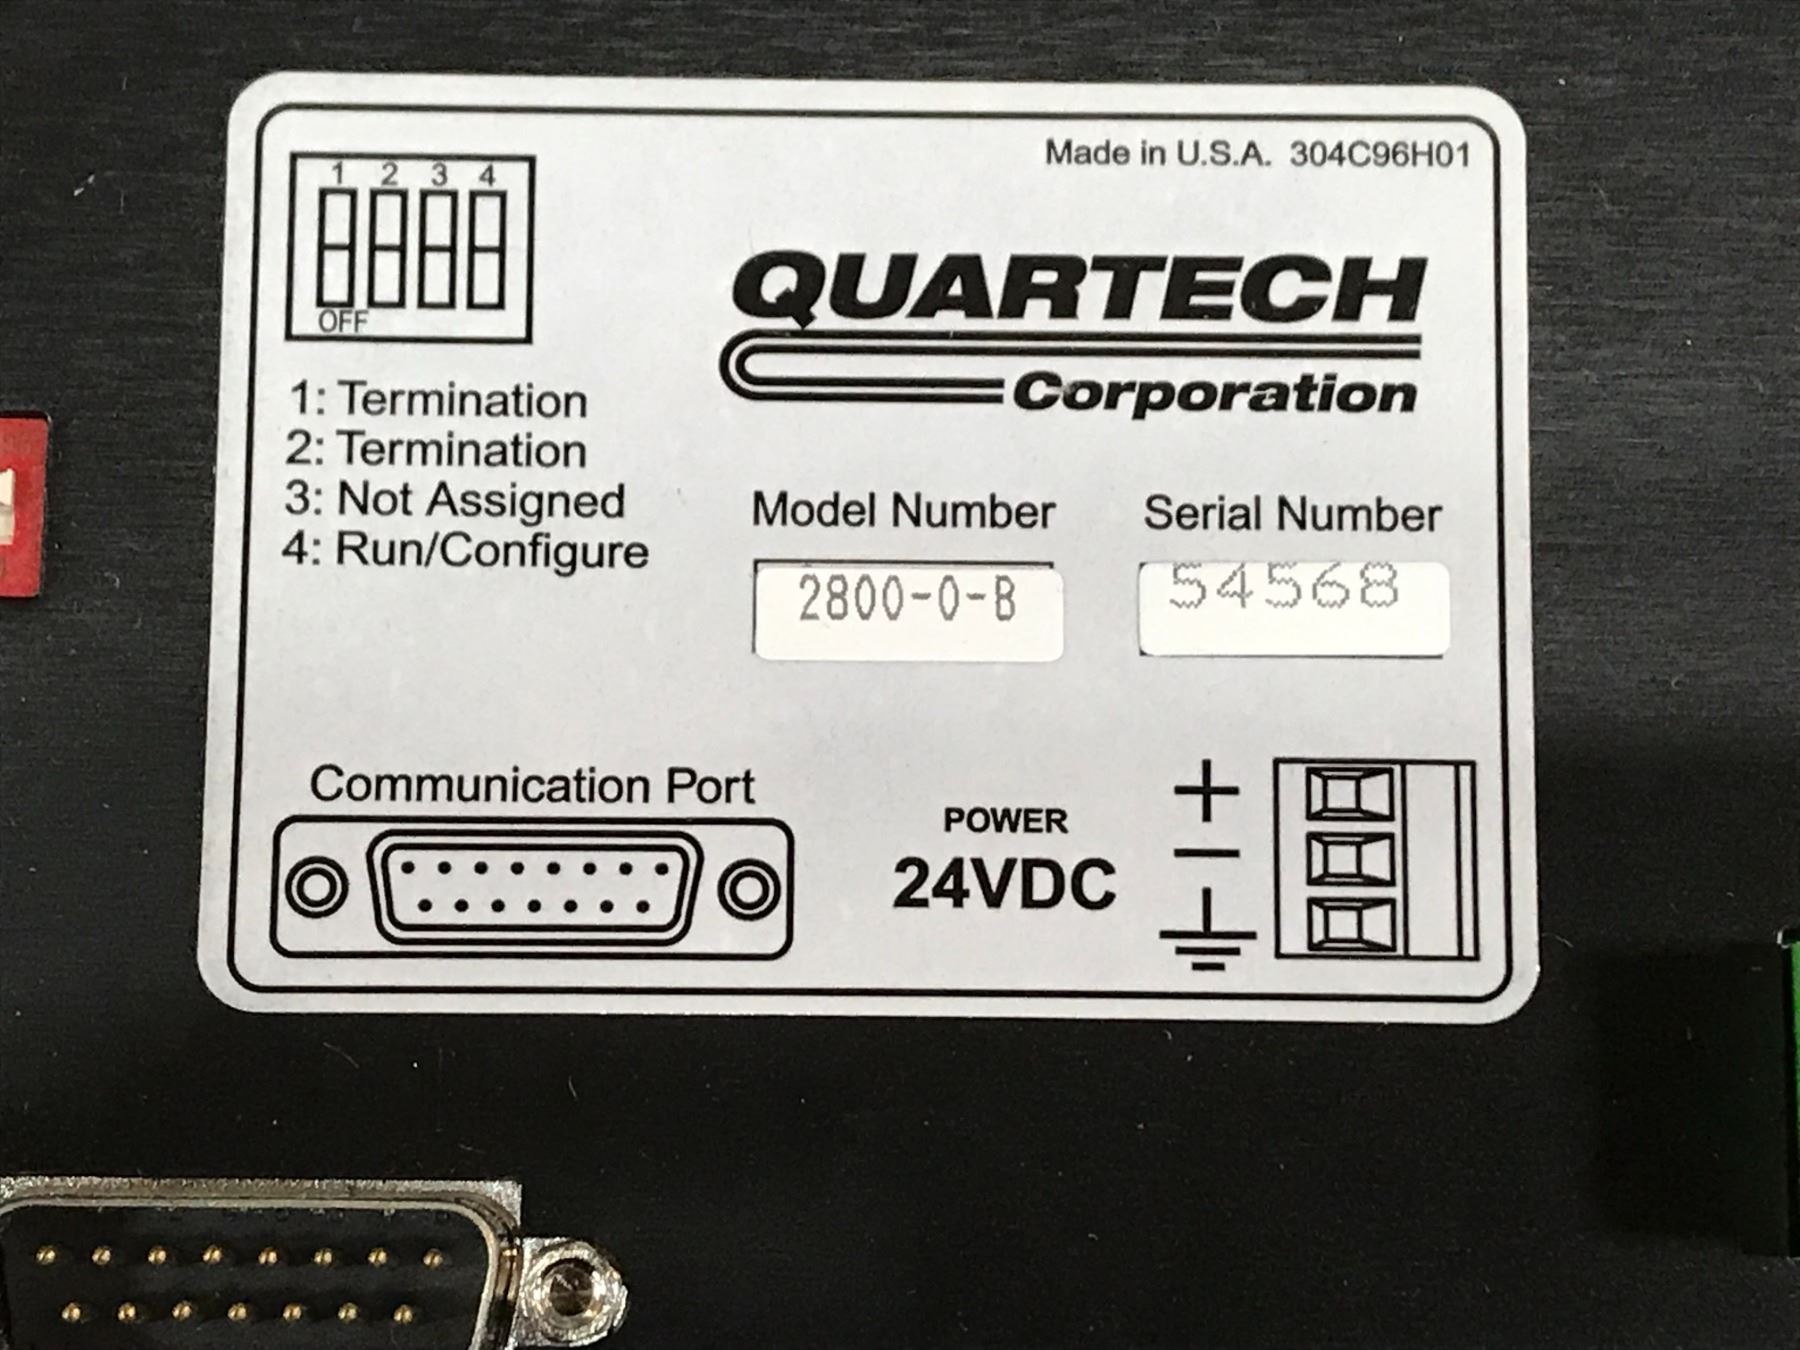 Made in U.S.A. 304C96H01
1 2 3 4
OFF
QUARTECH
Corporation
1: Termination
2: Termination
3: Not Assigned
4: Run/Configure
Model Number
2800-0-B
Serial Number
54568
Communication Port
POWER
24VDC
+
−